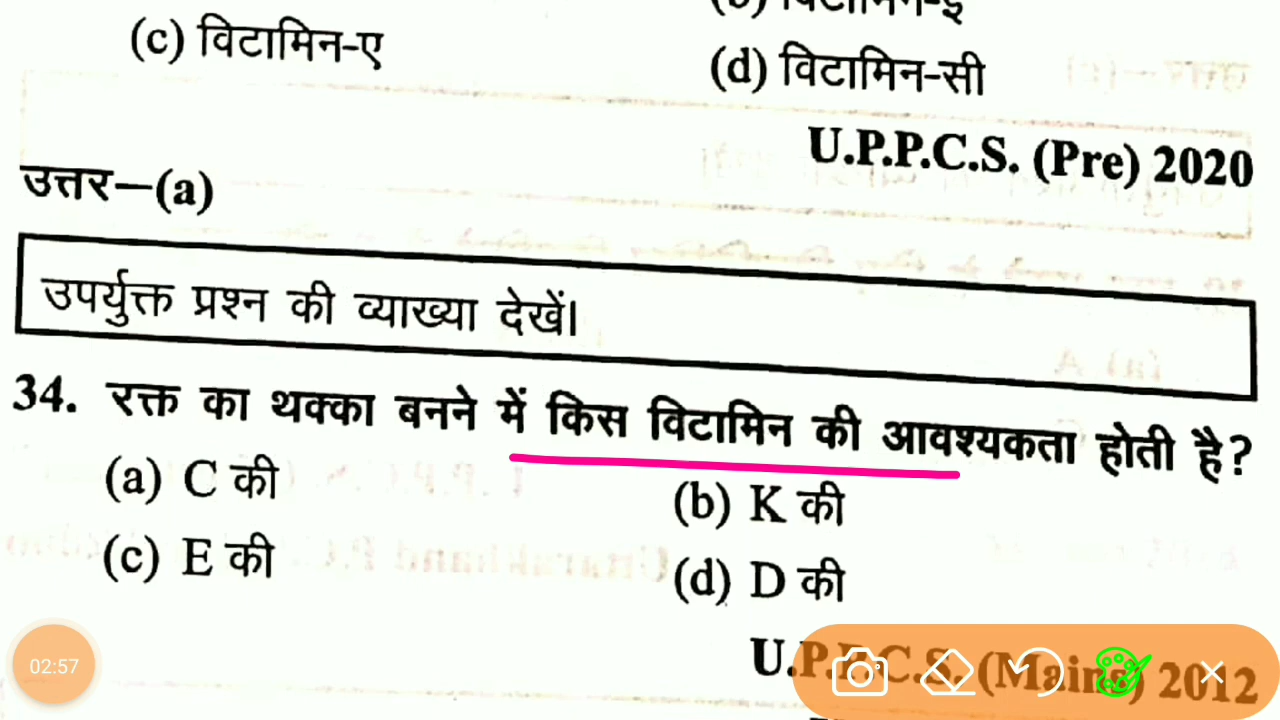 (c) विटामिन-ए
(d) विटामिन-सी
U.P.P.C.S. (Pre) 2020
उत्तर—(a)
उपर्युक्त प्रश्न की व्याख्या देखें।
34. रक्त का थक्का बनने में किस विटामिन की आवश्यकता होती है?
(a) C की
(b) K की
(c) E की
(d) D की
U.P.P.C.S. (Mains) 2012
02:57